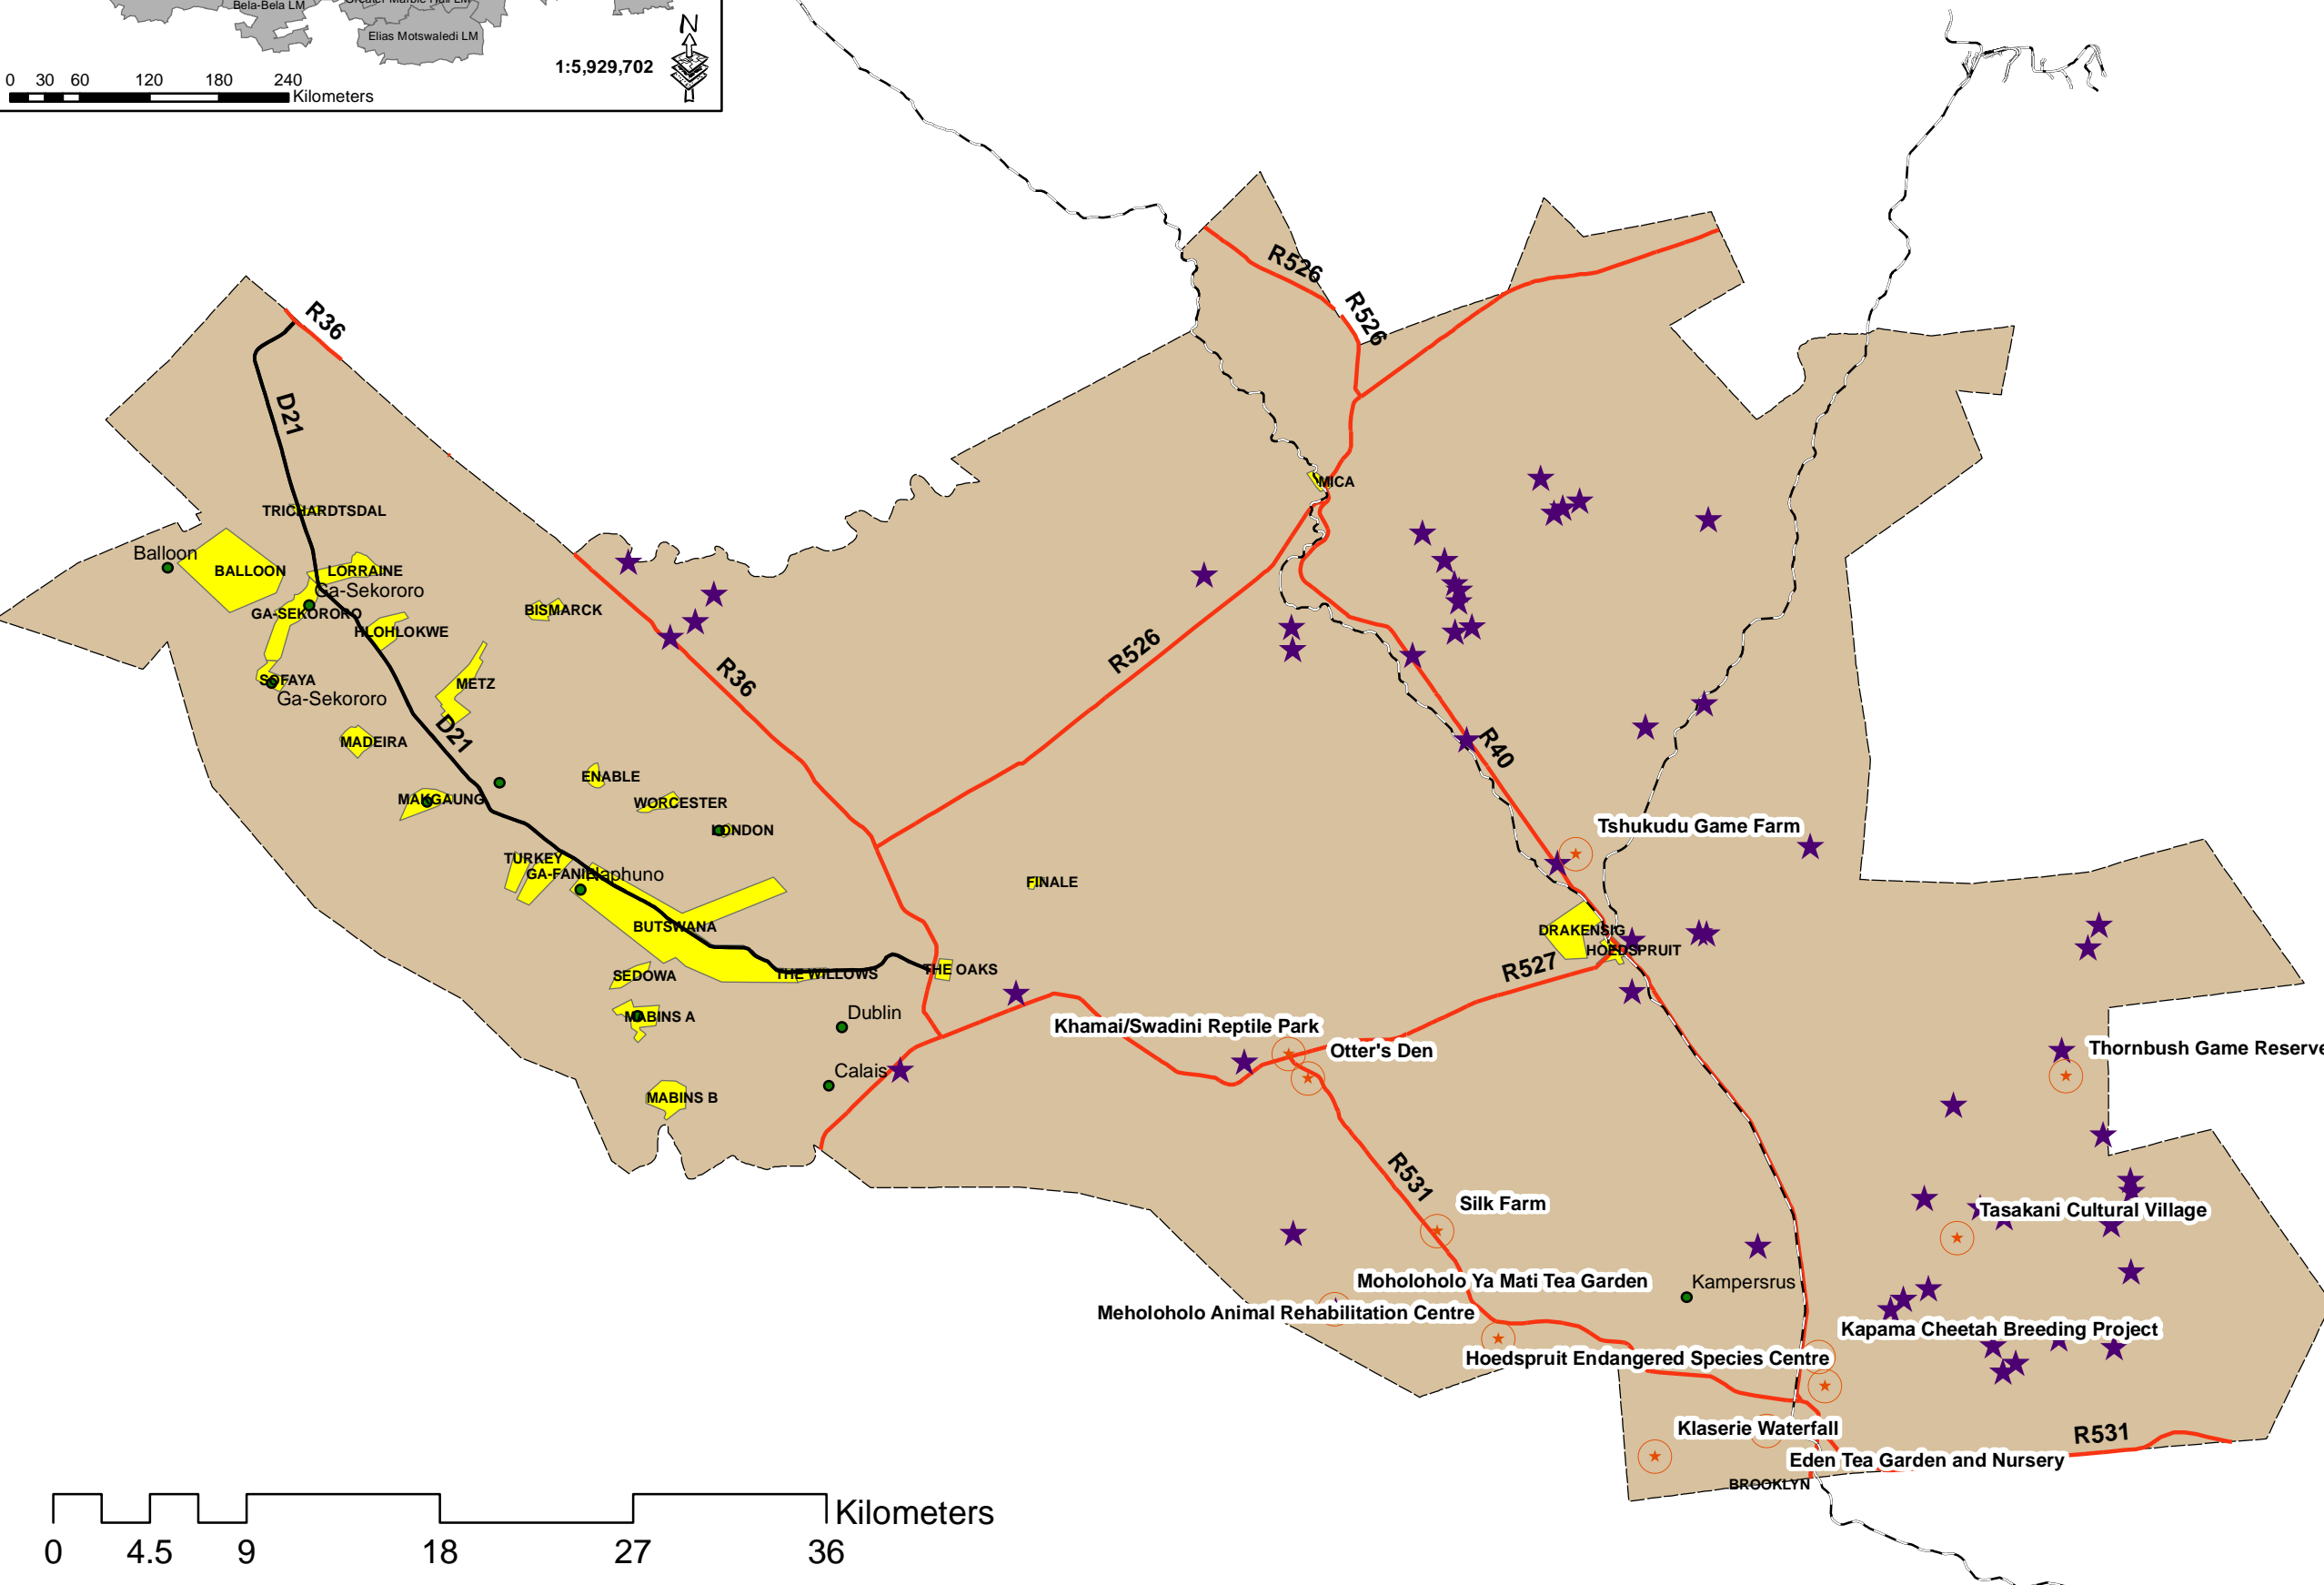 Bela-Bela LM
Greater Marble Hall LM
Elias Motswaledi LM
N
1:5,929,702
0 30 60 120 180 240
Kilometers
R526
R526
R36
D21
MICA
TRICHARDTSDAL
Balloon
BALLOON
LORRAINE
Ga-Sekororo
GA-SEKORORO
BISMARCK
HLOHLOKWE
R526
SOFAYA
METZ
R36
Ga-Sekororo
D21
MADEIRA
R40
ENABLE
MAKGAUNG
WORCESTER
LONDON
Tshukudu Game Farm
TURKEY
GA-FANIE
Naphuno
FINALE
BUTSWANA
DRAKENSIG
HOEDSPRUIT
THE OAKS
R527
SEDOWA
THE WILLOWS
MABINS A
Dublin
Khamai/Swadini Reptile Park
Otter's Den
Thornbush Game Reserve
Calais
MABINS B
R531
Silk Farm
Tasakani Cultural Village
Moholoholo Ya Mati Tea Garden
Kampersrus
Meholoholo Animal Rehabilitation Centre
Kapama Cheetah Breeding Project
Hoedspruit Endangered Species Centre
Klaserie Waterfall
R531
Eden Tea Garden and Nursery
BROOKLYN
Kilometers
0 4.5 9 18 27 36